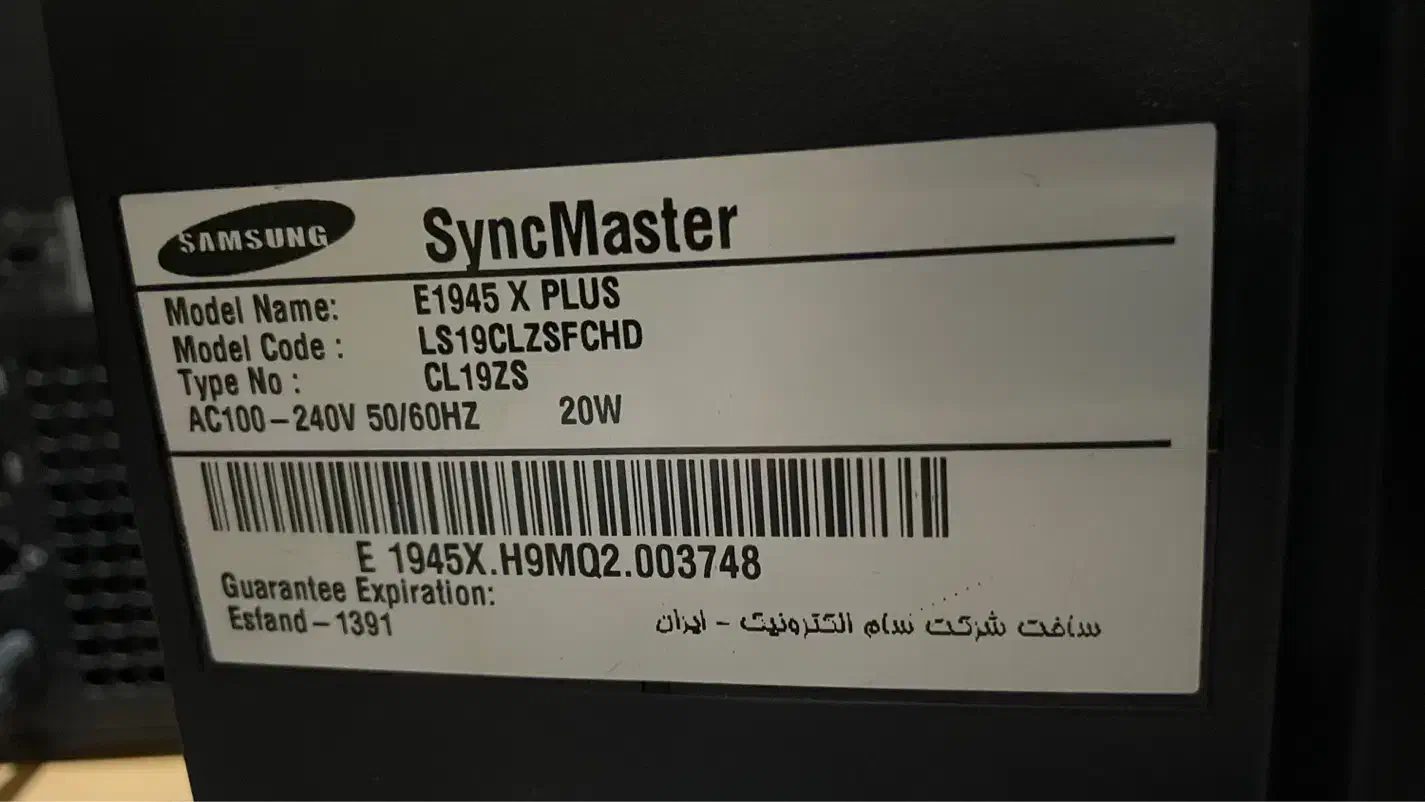 SAMSUNG SyncMaster
Model Name: E1945 X PLUS
Model Code : LS19CLZSFCHD
Type No : CL19ZS
AC100-240V 50/60HZ 20W
E 1945X.H9MQ2.003748
Guarantee Expiration:
Esfand-1391
ساخت شرکت سام الکترونیک - ایران